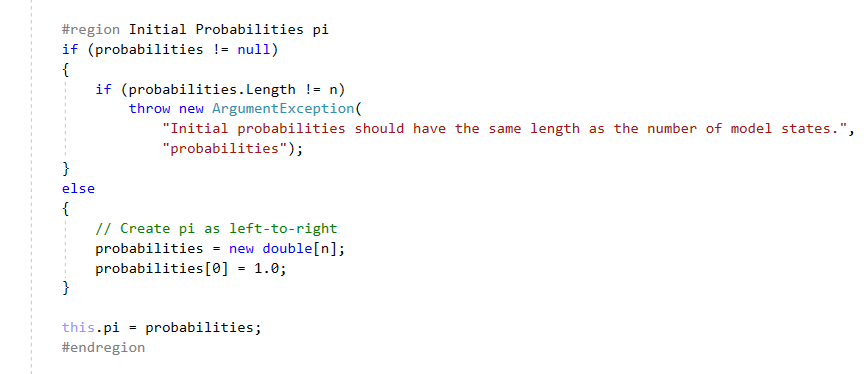 #region Initial Probabilities pi
if (probabilities != null)
{
if (probabilities.Length != n)
throw new ArgumentException(
"Initial probabilities should have the same length as the number of model states.",
"probabilities");
}
else
{
// Create pi as left-to-right
probabilities = new double[n];
probabilities[0] = 1.0;
}
this.pi = probabilities;
#endregion